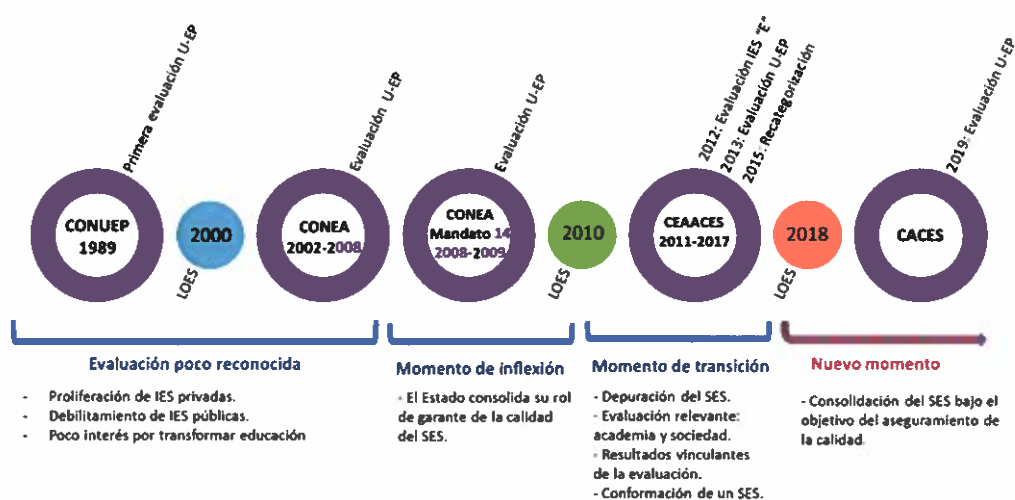 Primera evaluación U-EP
Evaluación U-EP
Evaluación U-EP
2012: Evaluación IES "E"
2013: Evaluación U-EP
2015: Recategorización
2019: Evaluación U-EP
CONUEP
1989
2000
LOES
CONEA
2002-2008
CONEA
Mandato 14
2008-2009
2010
LOES
CEAACES
2011-2017
2018
LOES
CACES
Evaluación poco reconocida
- Proliferación de IES privadas.
- Debilitamiento de IES públicas.
- Poco interés por transformar educación
Momento de inflexión
- El Estado consolida su rol
de garante de la calidad
del SES.
Momento de transición
- Depuración del SES.
- Evaluación relevante:
academia y sociedad.
- Resultados vinculantes
de la evaluación.
- Conformación de un SES.
Nuevo momento
- Consolidación del SES bajo el
objetivo del aseguramiento de
la calidad.